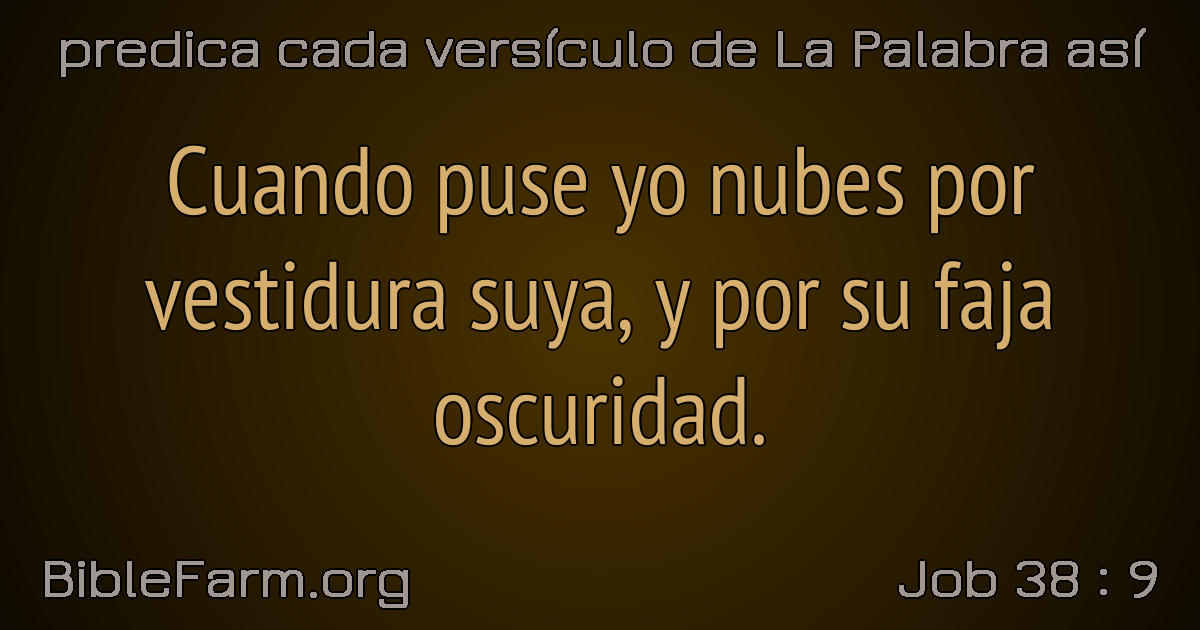 predica cada versículo de La Palabra así
Cuando puse yo nubes por
vestidura suya, y por su faja
oscuridad.
BibleFarm.org
Job 38 : 9